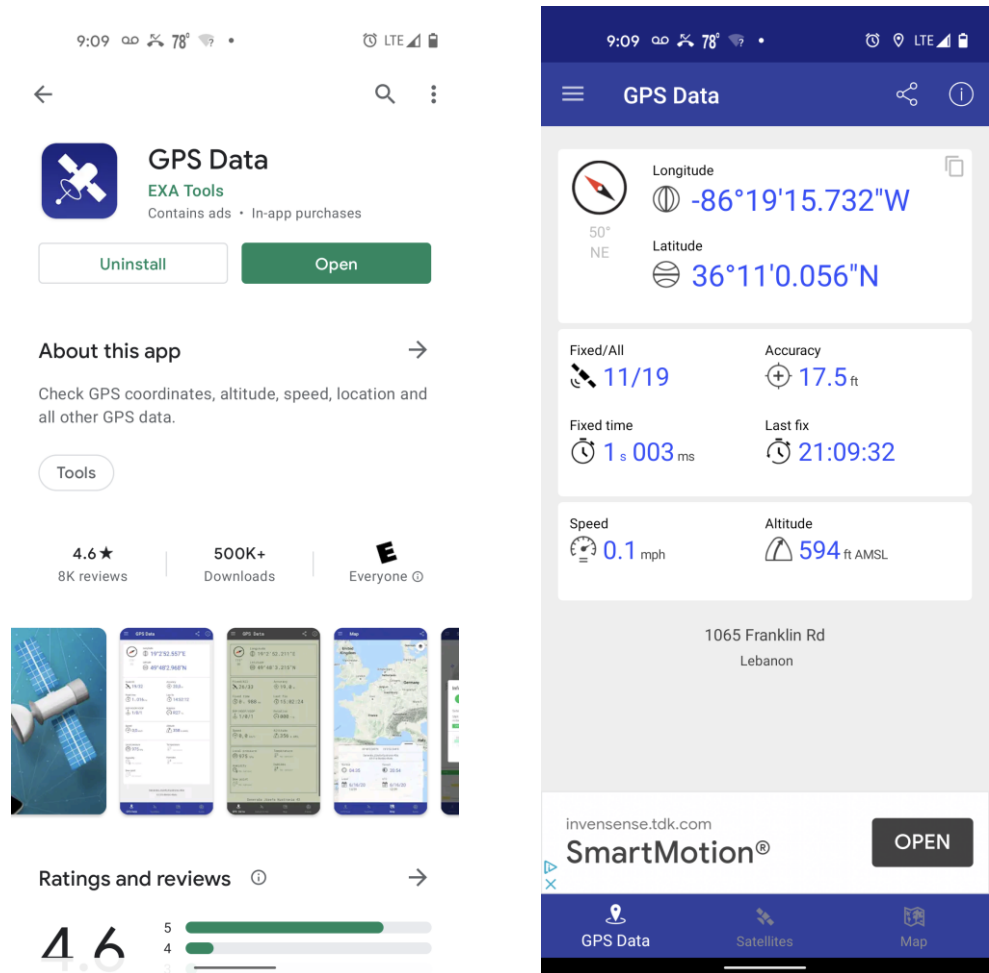 9:09 78°
LTE
GPS Data
EXA Tools
Contains ads • In-app purchases
Uninstall
Open
About this app
Check GPS coordinates, altitude, speed, location and
all other GPS data.
Tools
4.6★
8K reviews
500K+
Downloads
E
Everyone
GPS Data
Map
Ratings and reviews
4.6
5
4
3
9:09 78°
LTE
GPS Data
Longitude
-86°19'15.732"W
50°
NE
Latitude
36°11'0.056"N
Fixed/All
11/19
Accuracy
17.5 ft
Fixed time
1 s 003 ms
Last fix
21:09:32
Speed
0.1 mph
Altitude
594 ft AMSL
1065 Franklin Rd
Lebanon
invensense.tdk.com
SmartMotion®
OPEN
GPS Data
Satellites
Map